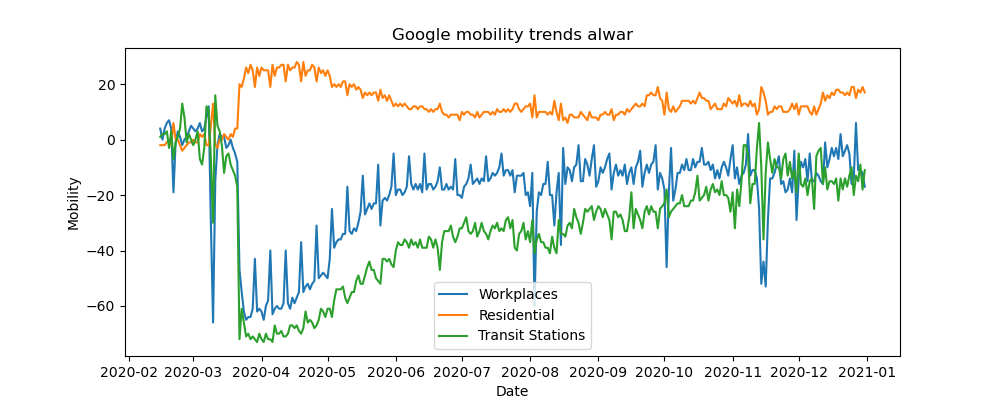 Google mobility trends alwar
Mobility
20
0
−20
−40
−60
Workplaces
Residential
Transit Stations
2020-02 2020-03 2020-04 2020-05 2020-06 2020-07 2020-08 2020-09 2020-10 2020-11 2020-12 2021-01
Date